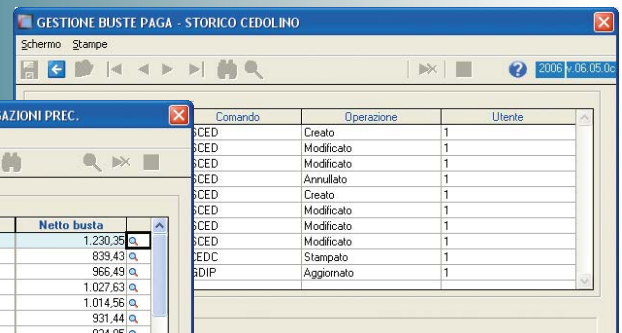 GESTIONE BUSTE PAGA - STORICO CEDOLINO
Schermo Stampe
2006 v.06.05.0c
Comando Operazione Utente
SCED Creato 1
SCED Modificato 1
SCED Modificato 1
SCED Annullato 1
SCED Creato 1
SCED Modificato 1
SCED Modificato 1
SCED Modificato 1
CEDC Stampato 1
GDIP Aggiornato 1
PREC.
Netto busta
1.230,35
839,43
966,49
1.027,63
1.014,56
931,44